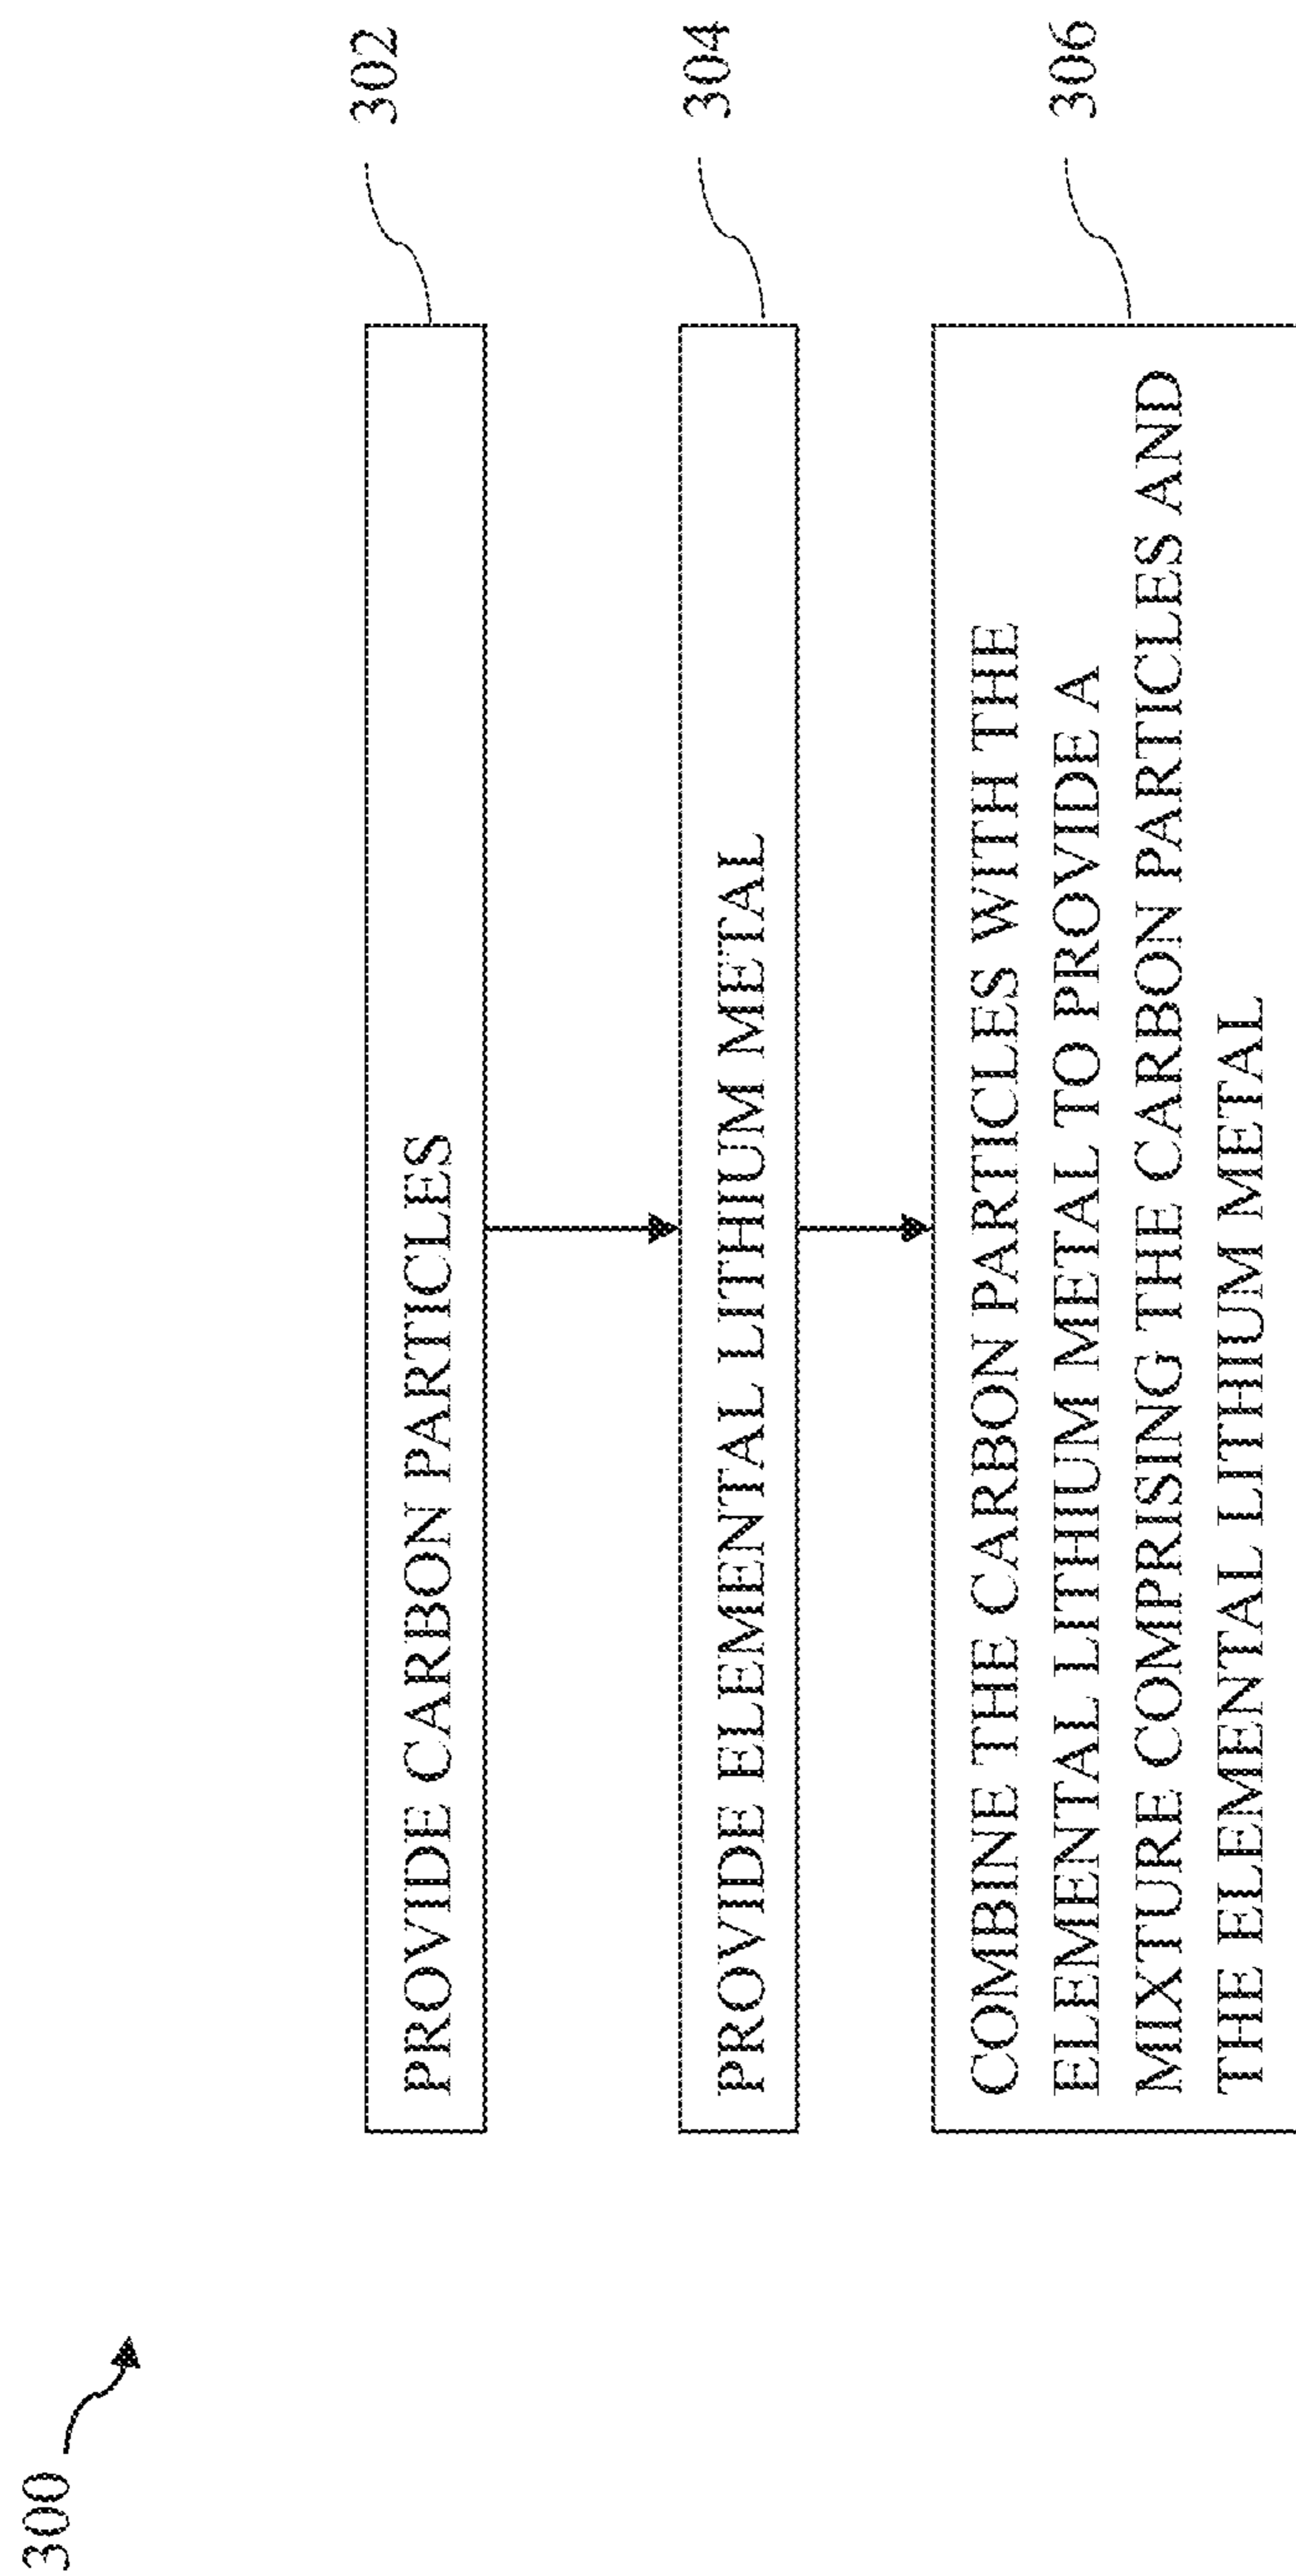 300
PROVIDE CARBON PARTICLES
302
PROVIDE ELEMENTAL LITHIUM METAL
304
COMBINE THE CARBON PARTICLES WITH THE
ELEMENTAL LITHIUM METAL TO PROVIDE A
MIXTURE COMPRISING THE CARBON PARTICLES AND
THE ELEMENTAL LITHIUM METAL
306